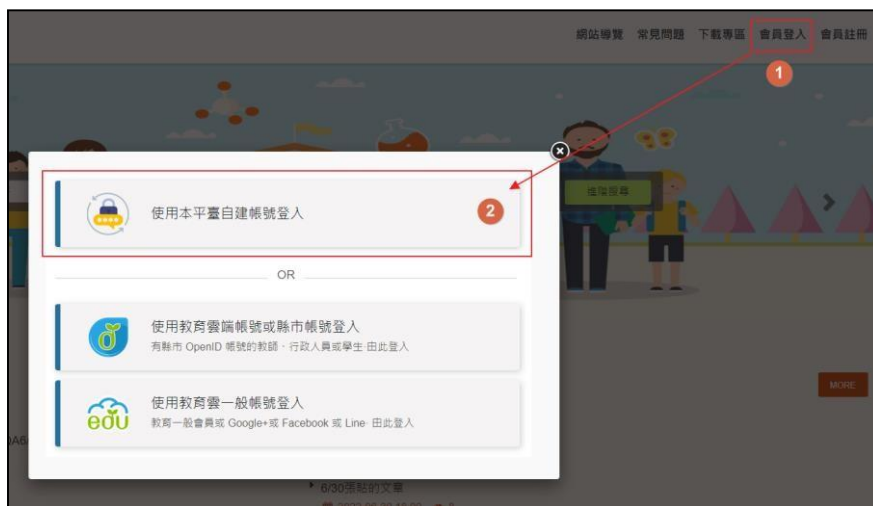 網站導覽 常見問題 下載專區 會員登入 會員註冊
1
進階搜尋
使用本平臺自建帳號登入
2
OR
使用教育雲端帳號或縣市帳號登入
有縣市 OpenID 帳號的教師、行政人員或學生 由此登入
edu
使用教育雲一般帳號登入
教育一般會員或 Google+或 Facebook 或 Line 由此登入
MORE
6/30張貼的文章